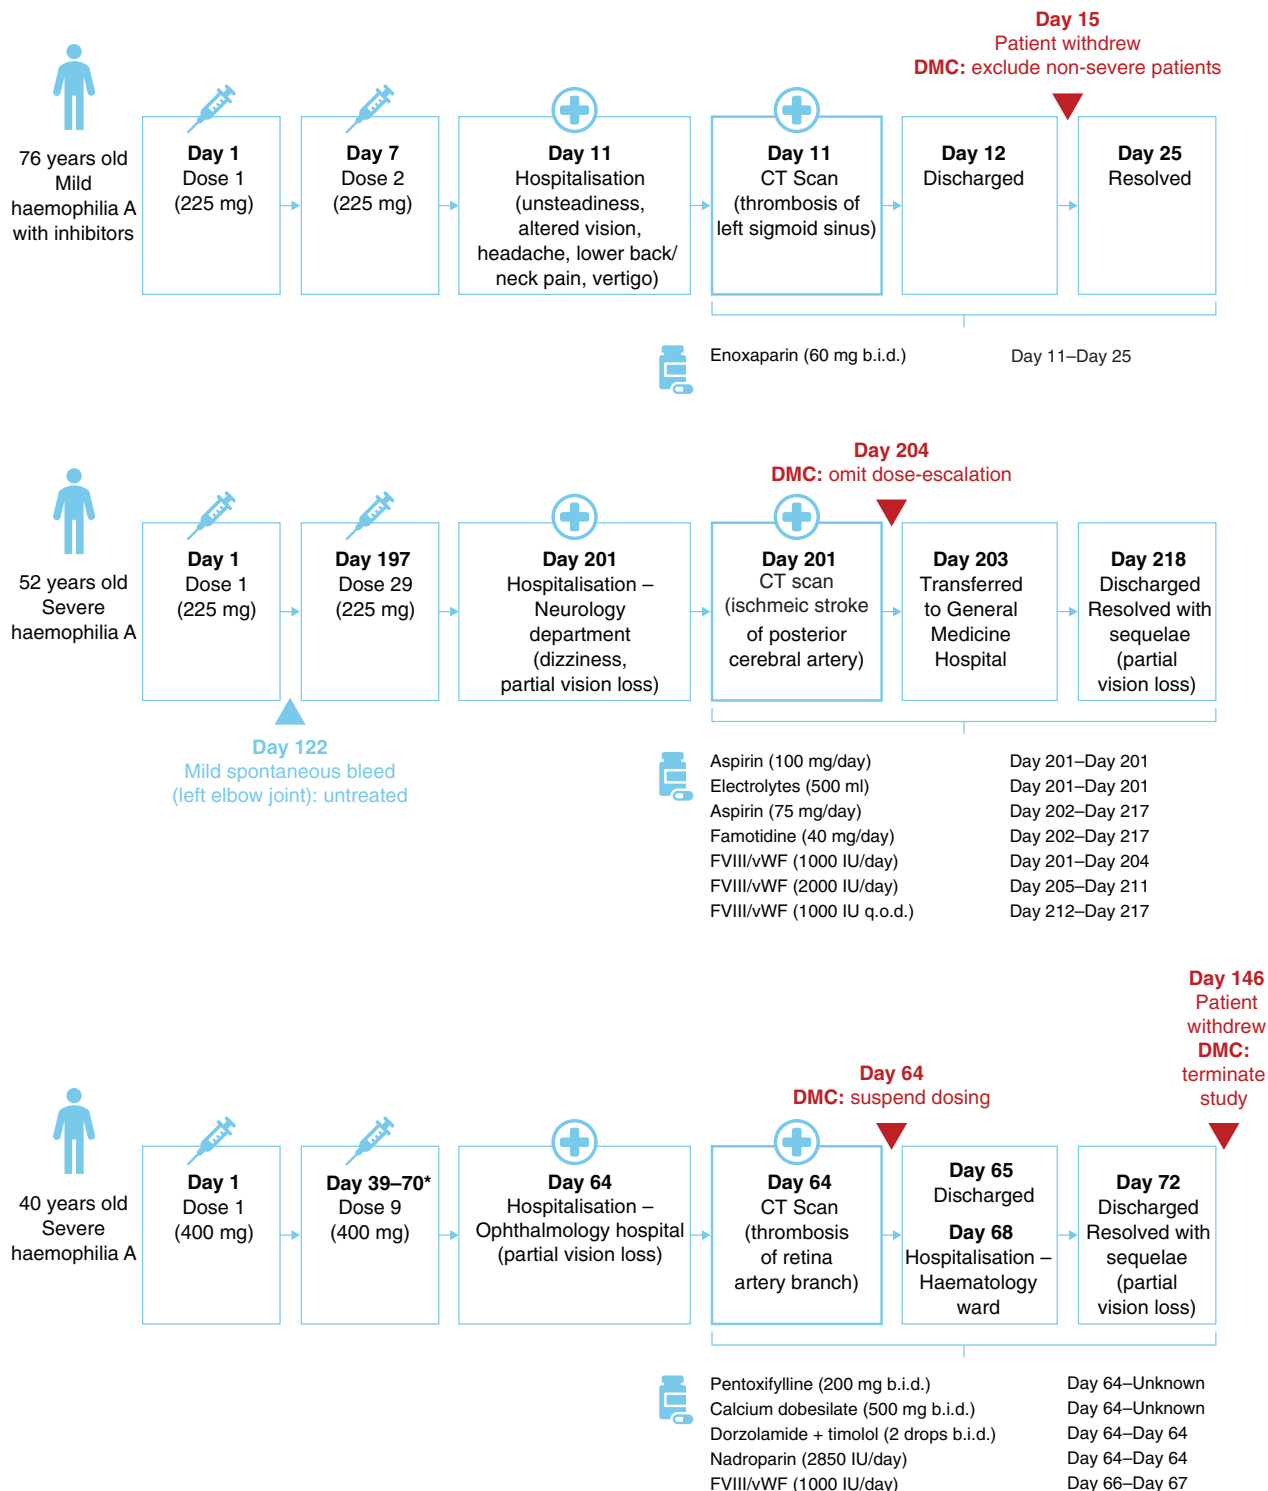 Day 15
Patient withdrew
DMC: exclude non-severe patients
76 years old
Mild
haemophilia A
with inhibitors
Day 1
Dose 1
(225 mg)
Day 7
Dose 2
(225 mg)
Day 11
Hospitalisation
(unsteadiness,
altered vision,
headache, lower back/
neck pain, vertigo)
Day 11
CT Scan
(thrombosis of
left sigmoid sinus)
Day 12
Discharged
Day 25
Resolved
Enoxaparin (60 mg b.i.d.) Day 11–Day 25
Day 204
DMC: omit dose-escalation
52 years old
Severe
haemophilia A
Day 1
Dose 1
(225 mg)
Day 197
Dose 29
(225 mg)
Day 201
Hospitalisation –
Neurology
department
(dizziness,
partial vision loss)
Day 201
CT scan
(ischmeic stroke
of posterior
cerebral artery)
Day 203
Transferred
to General
Medicine
Hospital
Day 218
Discharged
Resolved with
sequelae
(partial
vision loss)
Day 122
Mild spontaneous bleed
(left elbow joint): untreated
Aspirin (100 mg/day) Day 201–Day 201
Electrolytes (500 ml) Day 201–Day 201
Aspirin (75 mg/day) Day 202–Day 217
Famotidine (40 mg/day) Day 202–Day 217
FVIII/vWF (1000 IU/day) Day 201–Day 204
FVIII/vWF (2000 IU/day) Day 205–Day 211
FVIII/vWF (1000 IU q.o.d.) Day 212–Day 217
Day 146
Patient
withdrew
DMC:
terminate
study
Day 64
DMC: suspend dosing
40 years old
Severe
haemophilia A
Day 1
Dose 1
(400 mg)
Day 39–70*
Dose 9
(400 mg)
Day 64
Hospitalisation –
Ophthalmology hospital
(partial vision loss)
Day 64
CT Scan
(thrombosis
of retina
artery branch)
Day 65
Discharged
Day 68
Hospitalisation –
Haematology
ward
Day 72
Discharged
Resolved with
sequelae
(partial
vision loss)
Pentoxifylline (200 mg b.i.d.) Day 64–Unknown
Calcium dobesilate (500 mg b.i.d.) Day 64–Unknown
Dorzolamide + timolol (2 drops b.i.d.) Day 64–Day 64
Nadroparin (2850 IU/day) Day 64–Day 64
FVIII/vWF (1000 IU/day) Day 66–Day 67